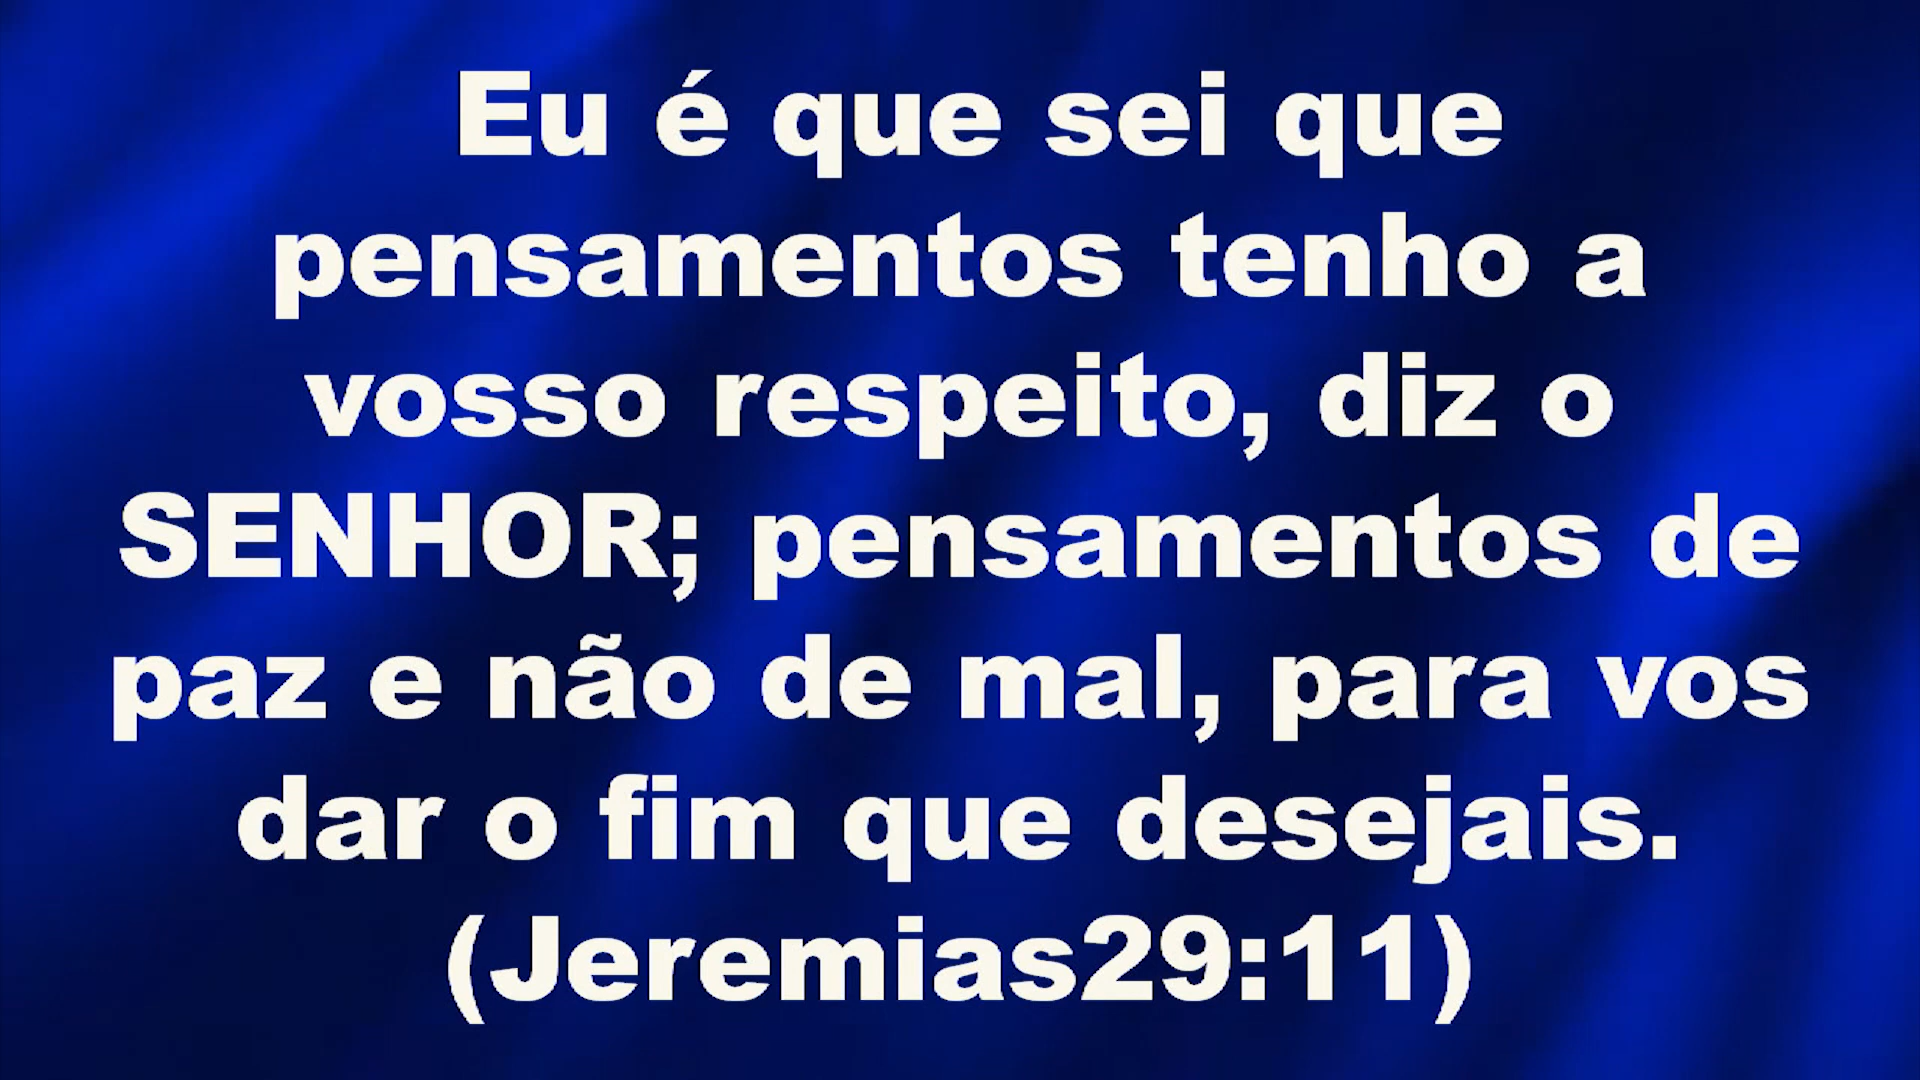 Eu é que sei que
pensamentos tenho a
vosso respeito, diz o
SENHOR; pensamentos de
paz e não de mal, para vos
dar o fim que desejais.
(Jeremias29:11)